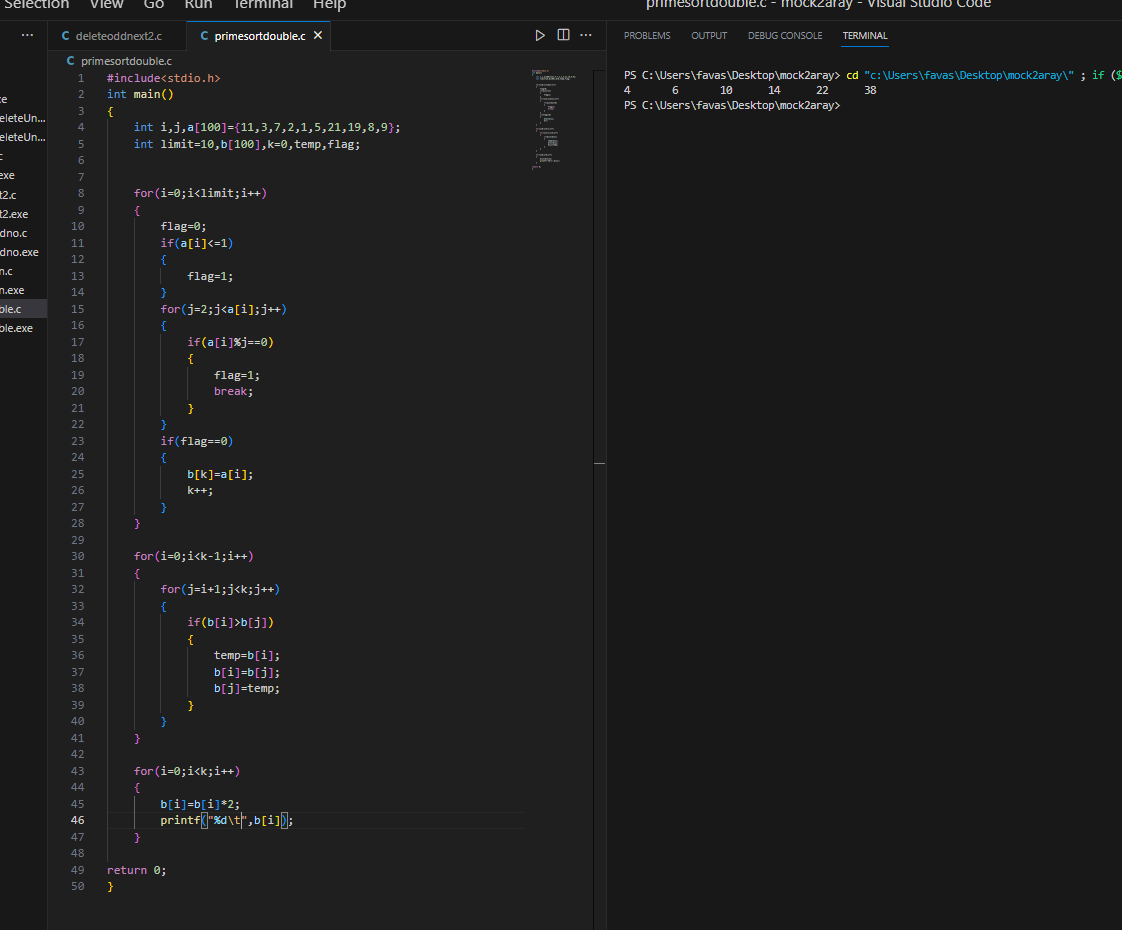 Selection View Go Run Terminal Help
primesortdouble.c - mock2aray - Visual Studio Code
deleteoddnext2.c
C primesortdouble.c
PROBLEMS OUTPUT DEBUG CONSOLE TERMINAL
C primesortdouble.c
eleteUn...
eleteUn...
t2.c
t2.exe
dno.c
dno.exe
n.c
n.exe
ble.c
ble.exe
1 #include<stdio.h>
2 int main()
3 {
4 int i,j,a[100]={11,3,7,2,1,5,21,19,8,9};
5 int limit=10,b[100],k=0,temp,flag;
6
7
8 for(i=0;i<limit;i++)
9 {
10 flag=0;
11 if(a[i]<=1)
12 {
13 flag=1;
14 }
15 for(j=2;j<a[i];j++)
16 {
17 if(a[i]%j==0)
18 {
19 flag=1;
20 break;
21 }
22 }
23 if(flag==0)
24 {
25 b[k]=a[i];
26 k++;
27 }
28 }
29
30 for(i=0;i<k-1;i++)
31 {
32 for(j=i+1;j<k;j++)
33 {
34 if(b[i]>b[j])
35 {
36 temp=b[i];
37 b[i]=b[j];
38 b[j]=temp;
39 }
40 }
41 }
42
43 for(i=0;i<k;i++)
44 {
45 b[i]=b[i]*2;
46 printf("%d\t",b[i]);
47 }
48
49 return 0;
50 }
PS C:\Users\favas\Desktop\mock2aray> cd "c:\Users\favas\Desktop\mock2aray\" ; if ($
4 6 10 14 22 38
PS C:\Users\favas\Desktop\mock2aray>